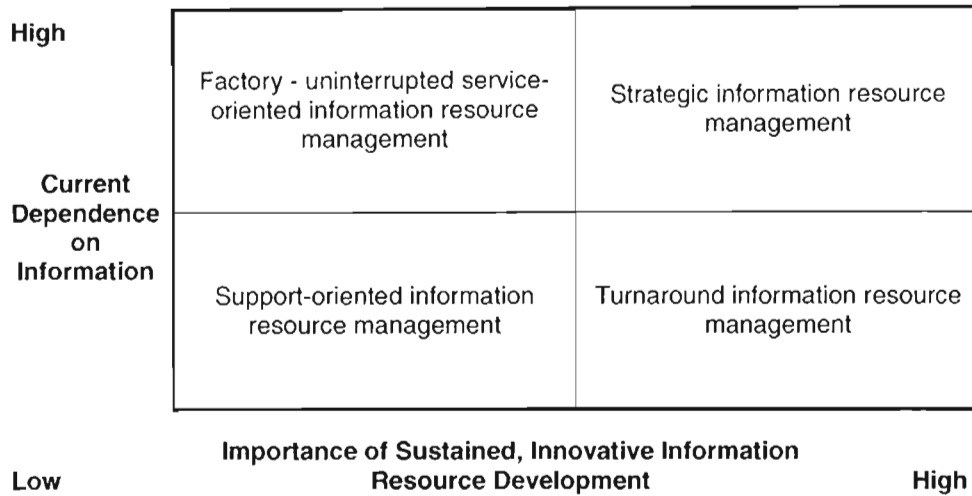 High
Factory - uninterrupted service-
oriented information resource
management
Strategic information resource
management
Current
Dependence
on
Information
Support-oriented information
resource management
Turnaround information resource
management
Importance of Sustained, Innovative Information
Resource Development
Low
High